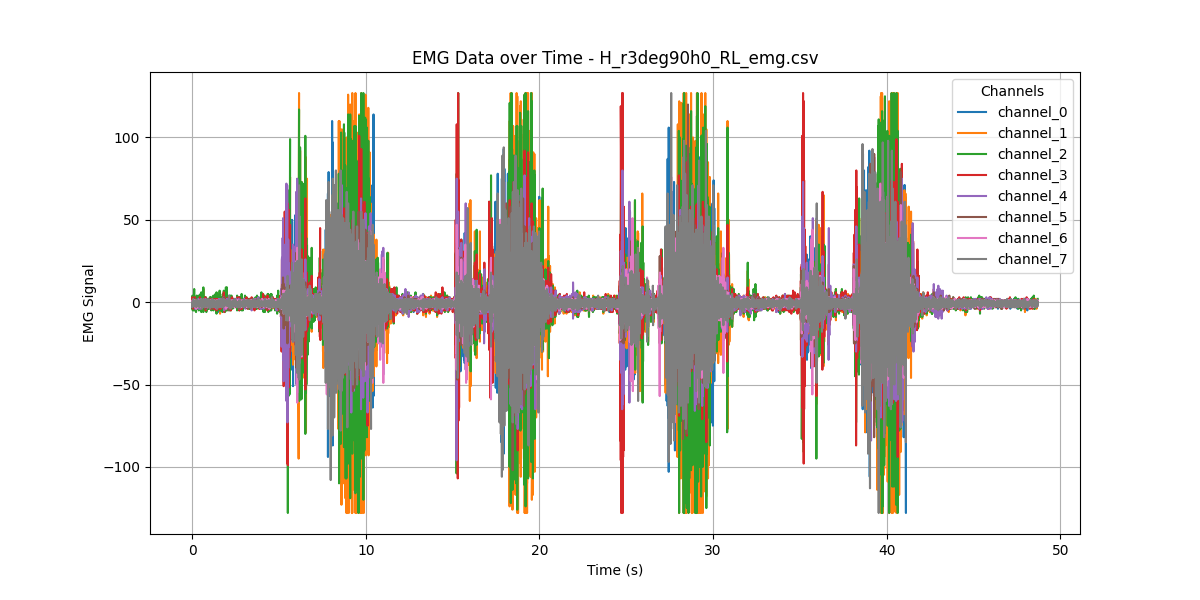 EMG Data over Time - H_r3deg90h0_RL_emg.csv
Channels
channel_0
channel_1
channel_2
channel_3
channel_4
channel_5
channel_6
channel_7
EMG Signal
100
50
0
−50
−100
0 10 20 30 40 50
Time (s)